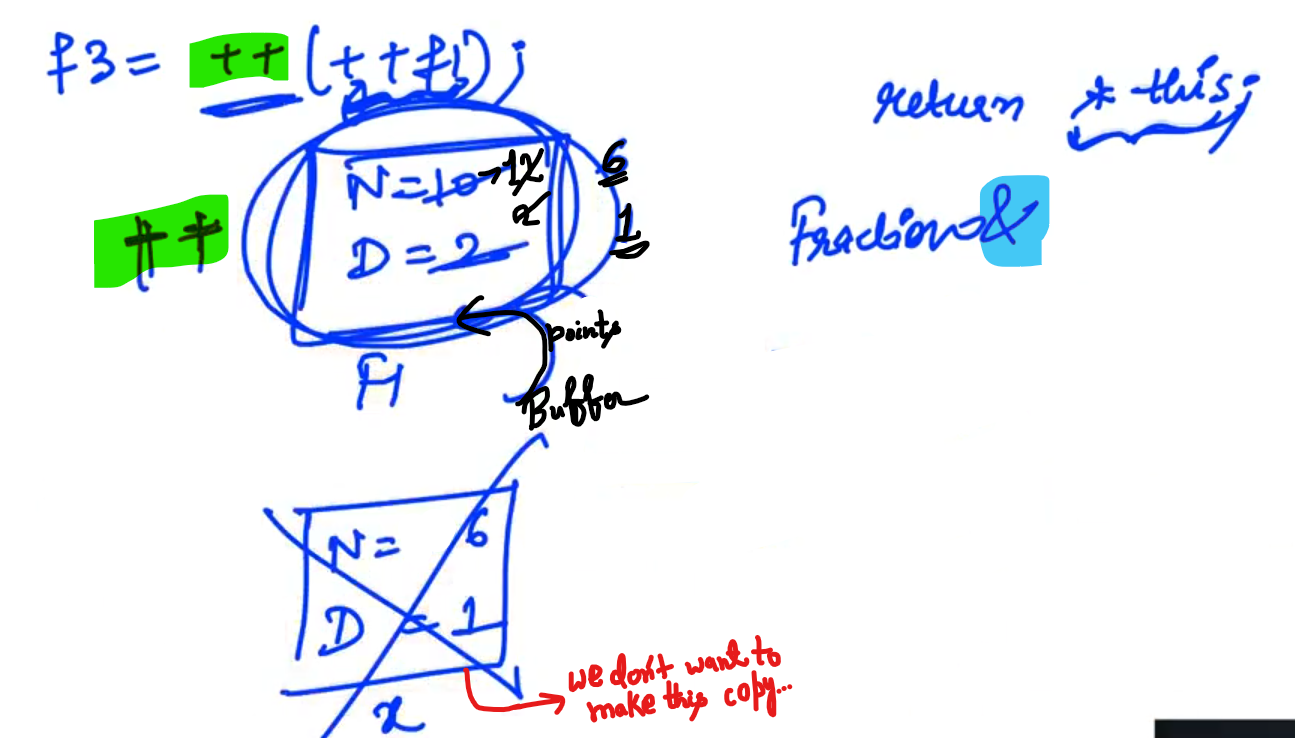 f3 = ++(++f1);
return *this;
N = 10 → 12 6
2
D = 2 1
++
Fraction&
points
F1
Buffer
N = 6
D = 1
we don't want to
make this copy...
x